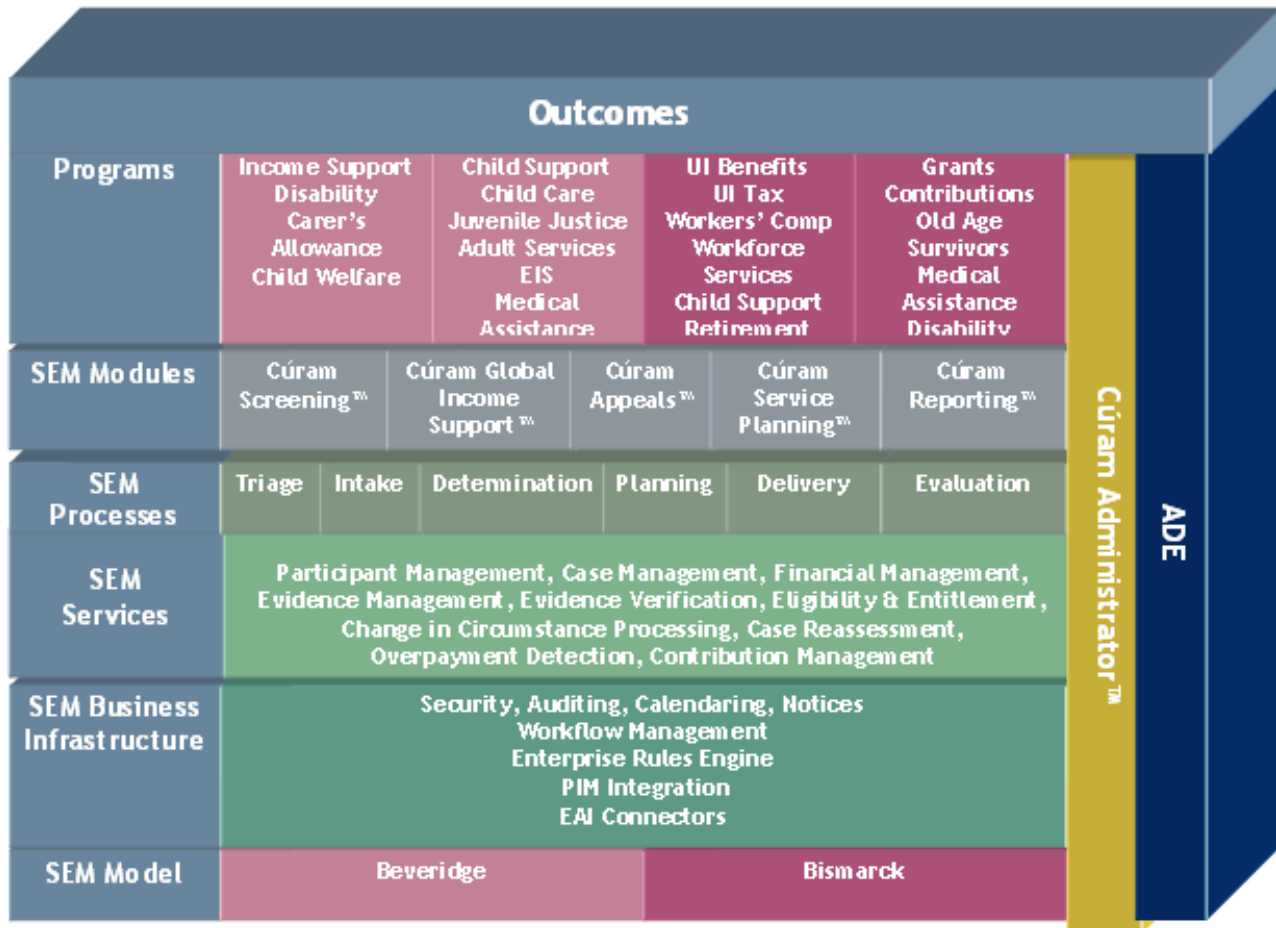 Outcomes
Programs
Income Support
Disability
Carer's
Allowance
Child Welfare
Child Support
Child Care
Juvenile Justice
Adult Services
EIS
Medical
Assistance
UI Benefits
UI Tax
Workers' Comp
Workforce
Services
Child Support
Retirement
Grants
Contributions
Old Age
Survivors
Medical
Assistance
Disability
SEM Modules
Cúram
Screening™
Cúram Global
Income
Support ™
Cúram
Appeals™
Cúram
Service
Planning™
Cúram
Reporting™
SEM
Processes
Triage
Intake
Determination
Planning
Delivery
Evaluation
SEM
Services
Participant Management, Case Management, Financial Management,
Evidence Management, Evidence Verification, Eligibility & Entitlement,
Change in Circumstance Processing, Case Reassessment,
Overpayment Detection, Contribution Management
SEM Business
Infrastructure
Security, Auditing, Calendaring, Notices
Workflow Management
Enterprise Rules Engine
PIM Integration
EAI Connectors
SEM Model
Beveridge
Bismarck
Cúram Administrator™
ADE